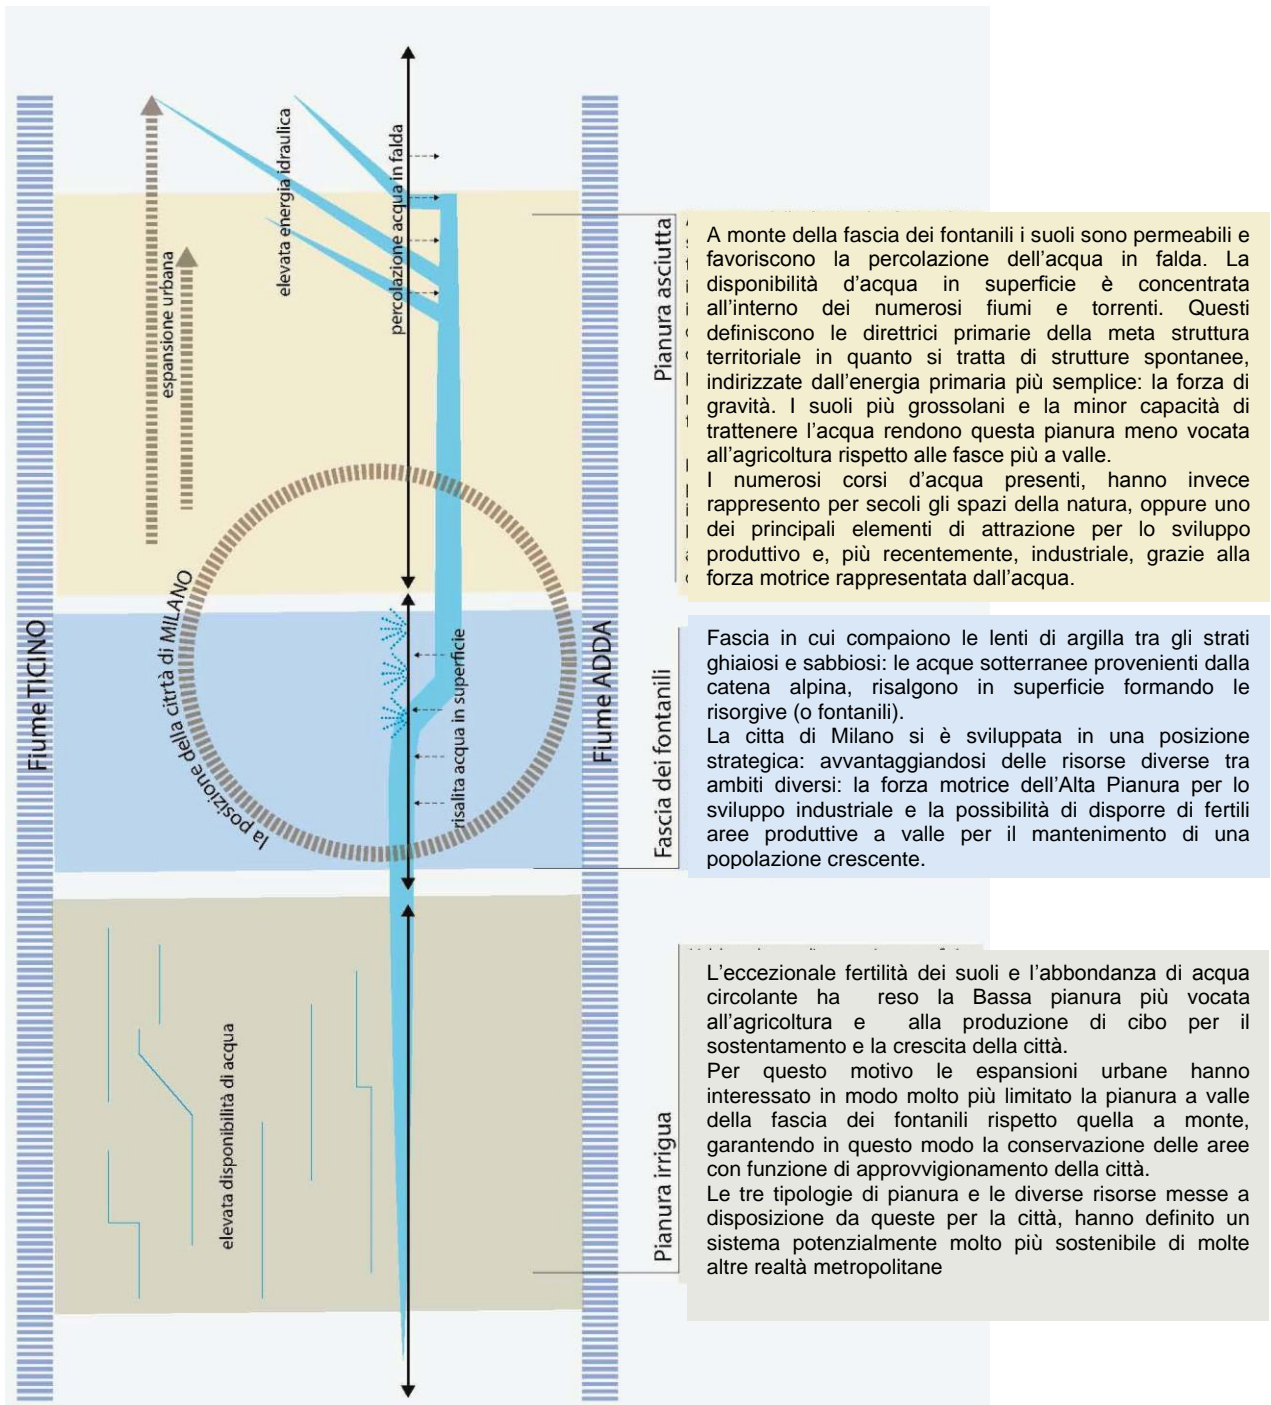 Fiume TICINO
espansione urbana
elevata energia idraulica
percolazione acqua in falda
la posizione della citrtà di MILANO
risalita acqua in superficie
elevata disponibilità di acqua
Fiume ADDA
Pianura asciutta
A monte della fascia dei fontanili i suoli sono permeabili e
favoriscono la percolazione dell'acqua in falda. La
disponibilità d'acqua in superficie è concentrata
all'interno dei numerosi fiumi e torrenti. Questi
definiscono le direttrici primarie della meta struttura
territoriale in quanto si tratta di strutture spontanee,
indirizzate dall'energia primaria più semplice: la forza di
gravità. I suoli più grossolani e la minor capacità di
trattenere l'acqua rendono questa pianura meno vocata
all'agricoltura rispetto alle fasce più a valle.
I numerosi corsi d'acqua presenti, hanno invece
rappresento per secoli gli spazi della natura, oppure uno
dei principali elementi di attrazione per lo sviluppo
produttivo e, più recentemente, industriale, grazie alla
forza motrice rappresentata dall'acqua.
Fascia dei fontanili
Fascia in cui compaiono le lenti di argilla tra gli strati
ghiaiosi e sabbiosi: le acque sotterranee provenienti dalla
catena alpina, risalgono in superficie formando le
risorgive (o fontanili).
La citta di Milano si è sviluppata in una posizione
strategica: avvantaggiandosi delle risorse diverse tra
ambiti diversi: la forza motrice dell'Alta Pianura per lo
sviluppo industriale e la possibilità di disporre di fertili
aree produttive a valle per il mantenimento di una
popolazione crescente.
Pianura irrigua
L'eccezionale fertilità dei suoli e l'abbondanza di acqua
circolante ha reso la Bassa pianura più vocata
all'agricoltura e alla produzione di cibo per il
sostentamento e la crescita della città.
Per questo motivo le espansioni urbane hanno
interessato in modo molto più limitato la pianura a valle
della fascia dei fontanili rispetto quella a monte,
garantendo in questo modo la conservazione delle aree
con funzione di approvvigionamento della città.
Le tre tipologie di pianura e le diverse risorse messe a
disposizione da queste per la città, hanno definito un
sistema potenzialmente molto più sostenibile di molte
altre realtà metropolitane